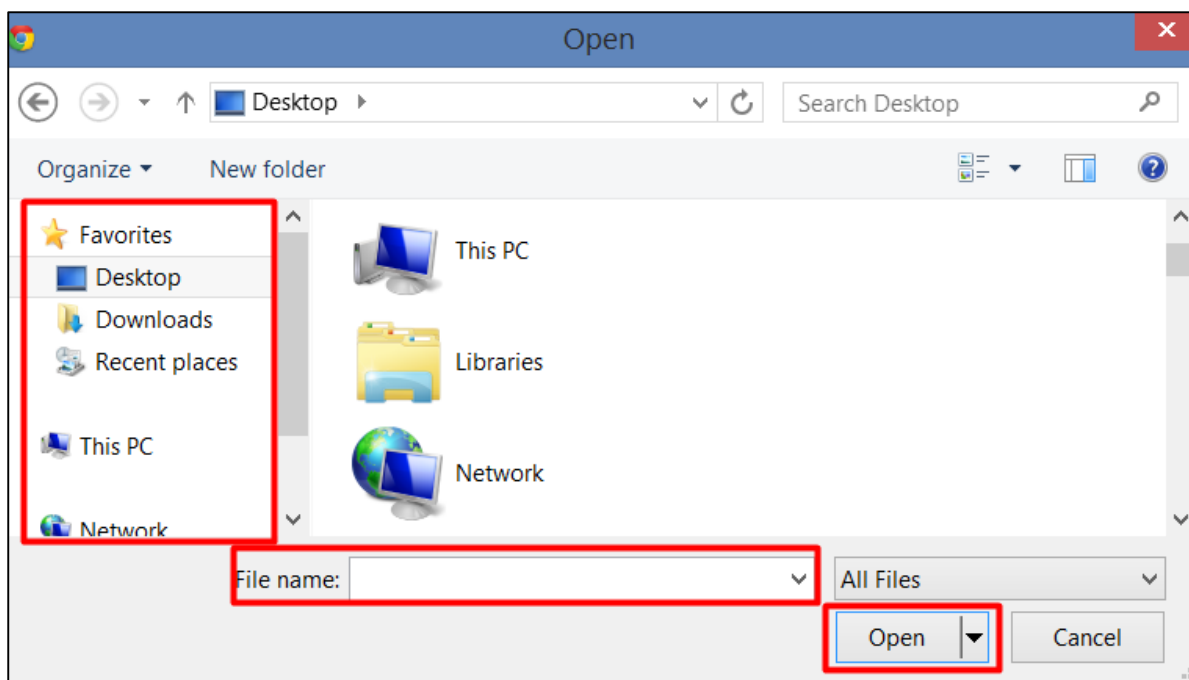 Open
Desktop
Search Desktop
Organize
New folder
Favorites
Desktop
Downloads
Recent places
This PC
Network
This PC
Libraries
Network
File name:
All Files
Open
Cancel